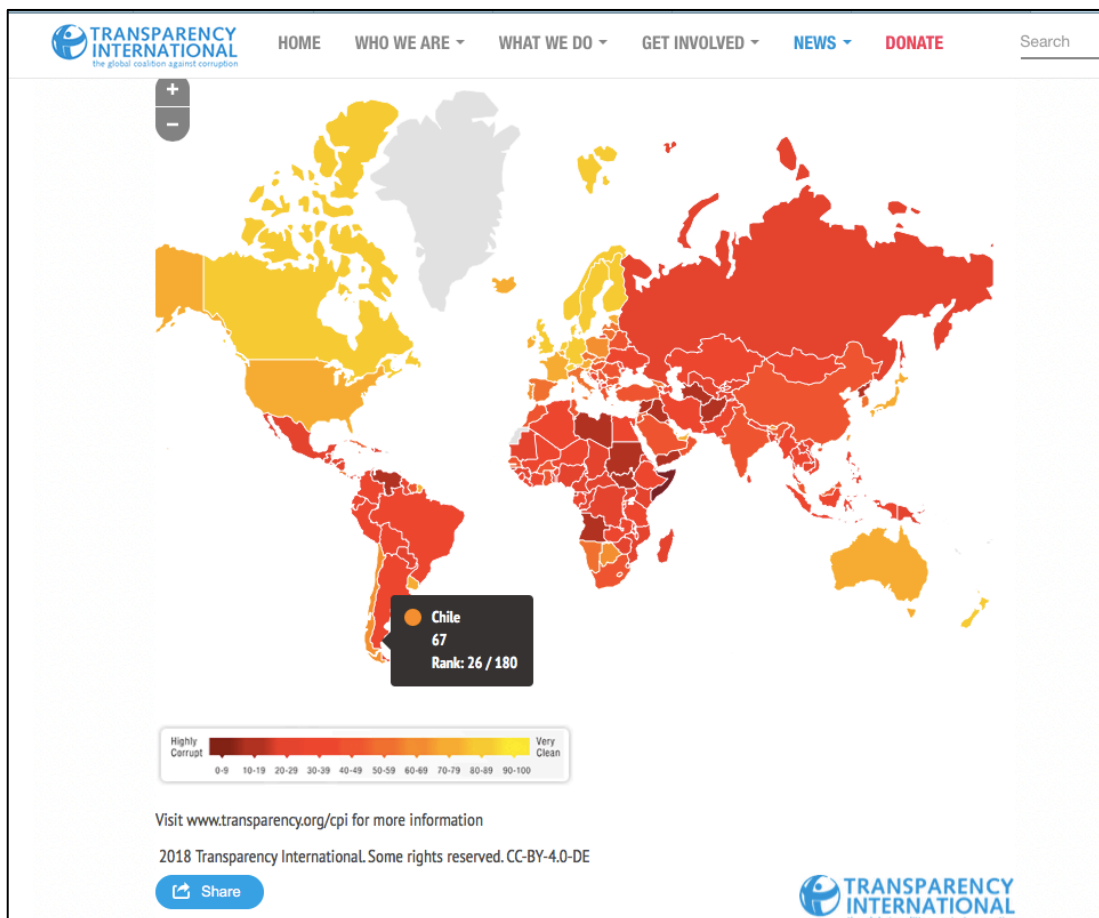 TRANSPARENCY
INTERNATIONAL
the global coalition against corruption
HOME WHO WE ARE WHAT WE DO GET INVOLVED NEWS DONATE Search
+
−
Chile
67
Rank: 26 / 180
Highly
Corrupt
Very
Clean
0-9 10-19 20-29 30-39 40-49 50-59 60-69 70-79 80-89 90-100
Visit www.transparency.org/cpi for more information
2018 Transparency International. Some rights reserved. CC-BY-4.0-DE
Share
TRANSPARENCY
INTERNATIONAL